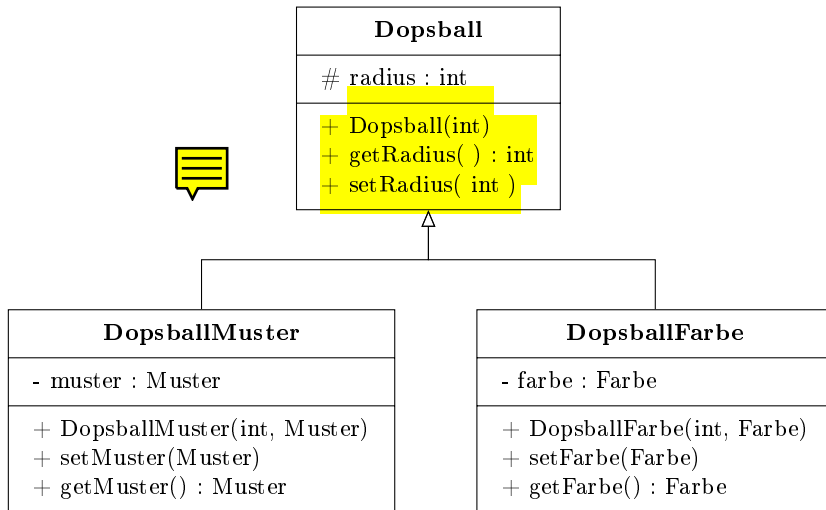 Dopsball
# radius : int
+ Dopsball(int)
+ getRadius( ) : int
+ setRadius( int )
DopsballMuster
- muster : Muster
+ DopsballMuster(int, Muster)
+ setMuster(Muster)
+ getMuster() : Muster
DopsballFarbe
- farbe : Farbe
+ DopsballFarbe(int, Farbe)
+ setFarbe(Farbe)
+ getFarbe() : Farbe